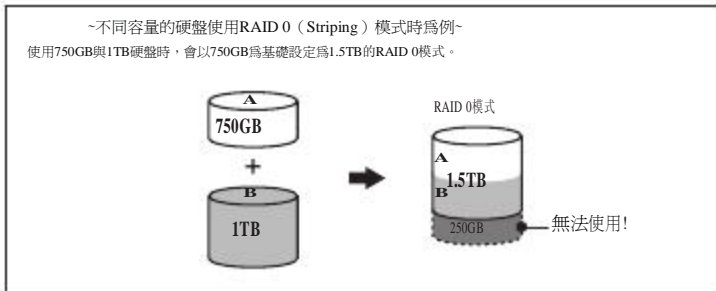 ~不同容量的硬盤使用RAID 0（Striping）模式時爲例~
使用750GB與1TB硬盤時，會以750GB爲基礎設定爲1.5TB的RAID 0模式。
A
750GB
+
B
1TB
RAID 0模式
A
1.5TB
B
250GB
無法使用!